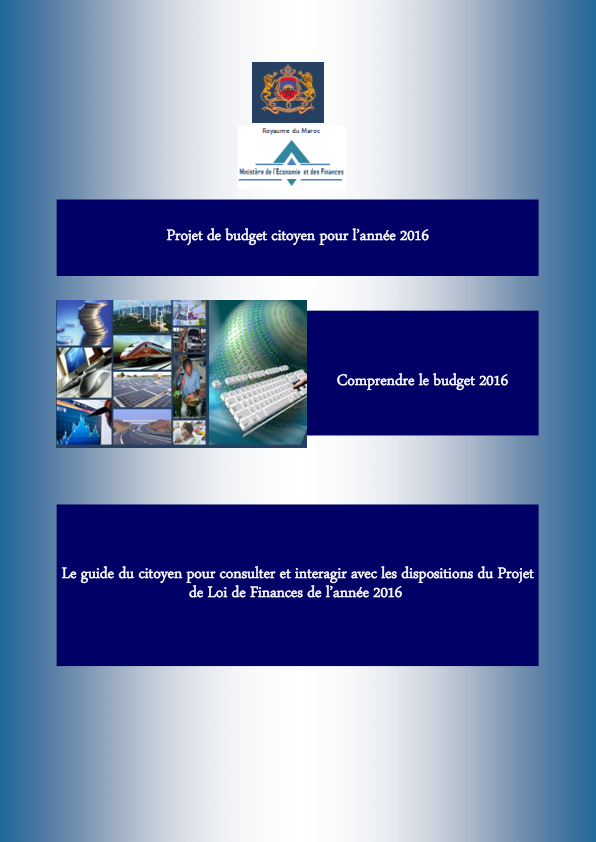 Royaume du Maroc
Ministère de l'Economie et des Finances
Projet de budget citoyen pour l'année 2016
Comprendre le budget 2016
Le guide du citoyen pour consulter et interagir avec les dispositions du Projet
de Loi de Finances de l'année 2016